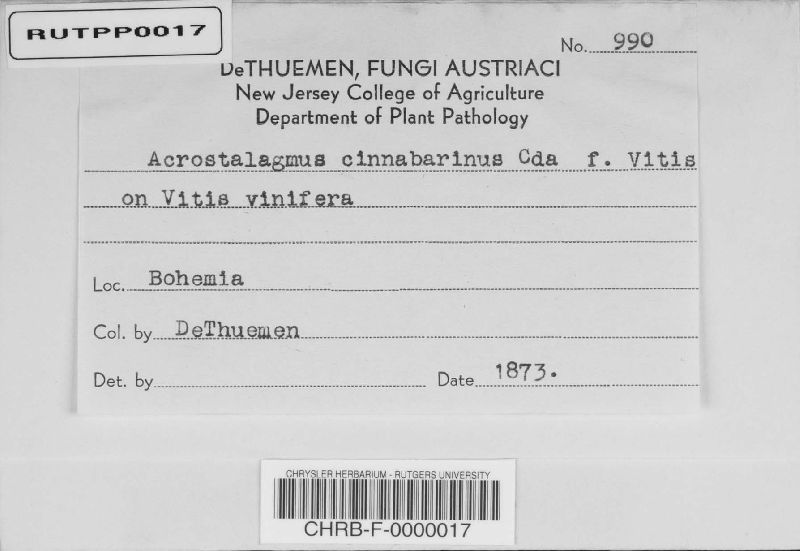 RUTPP0017
No. 990
DeTHUEMEN, FUNGI AUSTRIACI
New Jersey College of Agriculture
Department of Plant Pathology
Acrostalagmus cinnabarinus Cda f. Vitis
on Vitis vinifera
Loc. Bohemia
Col. by DeThuemen
Det. by Date 1873.
CHRYSLER HERBARIUM - RUTGERS UNIVERSITY
CHRB-F-0000017